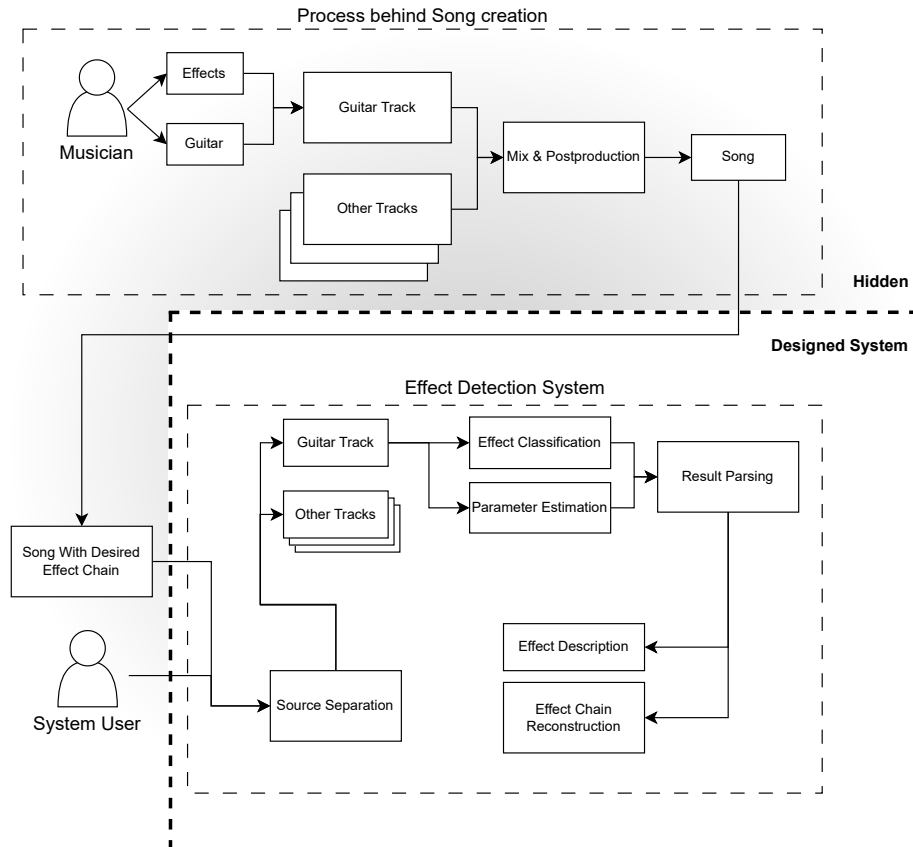 Process behind Song creation
Effects
Guitar
Musician
Guitar Track
Other Tracks
Mix & Postproduction
Song
Hidden
Designed System
Effect Detection System
Guitar Track
Effect Classification
Result Parsing
Other Tracks
Parameter Estimation
Song With Desired
Effect Chain
Effect Description
System User
Source Separation
Effect Chain
Reconstruction